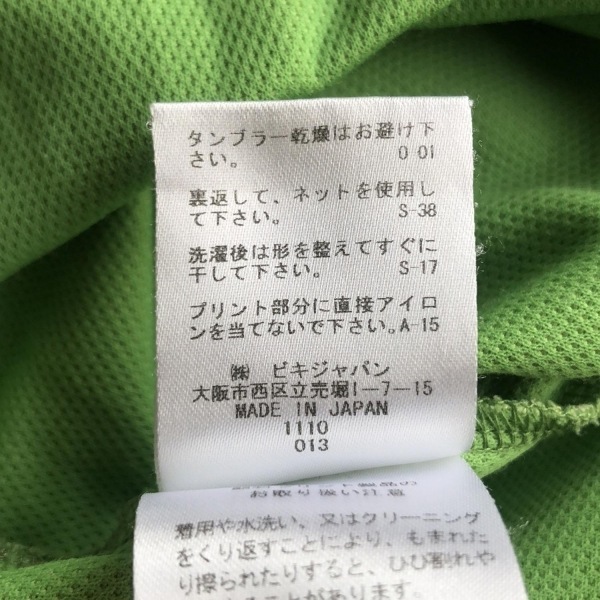 タンブラー乾燥はお避け下
さい。 0 01
裏返して、ネットを使用し
て下さい。 S-38
洗濯後は形を整えてすぐに
干して下さい。 S-17
プリント部分に直接アイロ
ンを当てないで下さい。A-15
㈱ ビキジャパン
大阪市西区立売堀1-7-15
MADE IN JAPAN
1110
013
お取り扱い注意
着用や水洗い、又はクリーニング
をくり返すことにより、もまれた
り擦られたりすると、ひび割れや
があります。